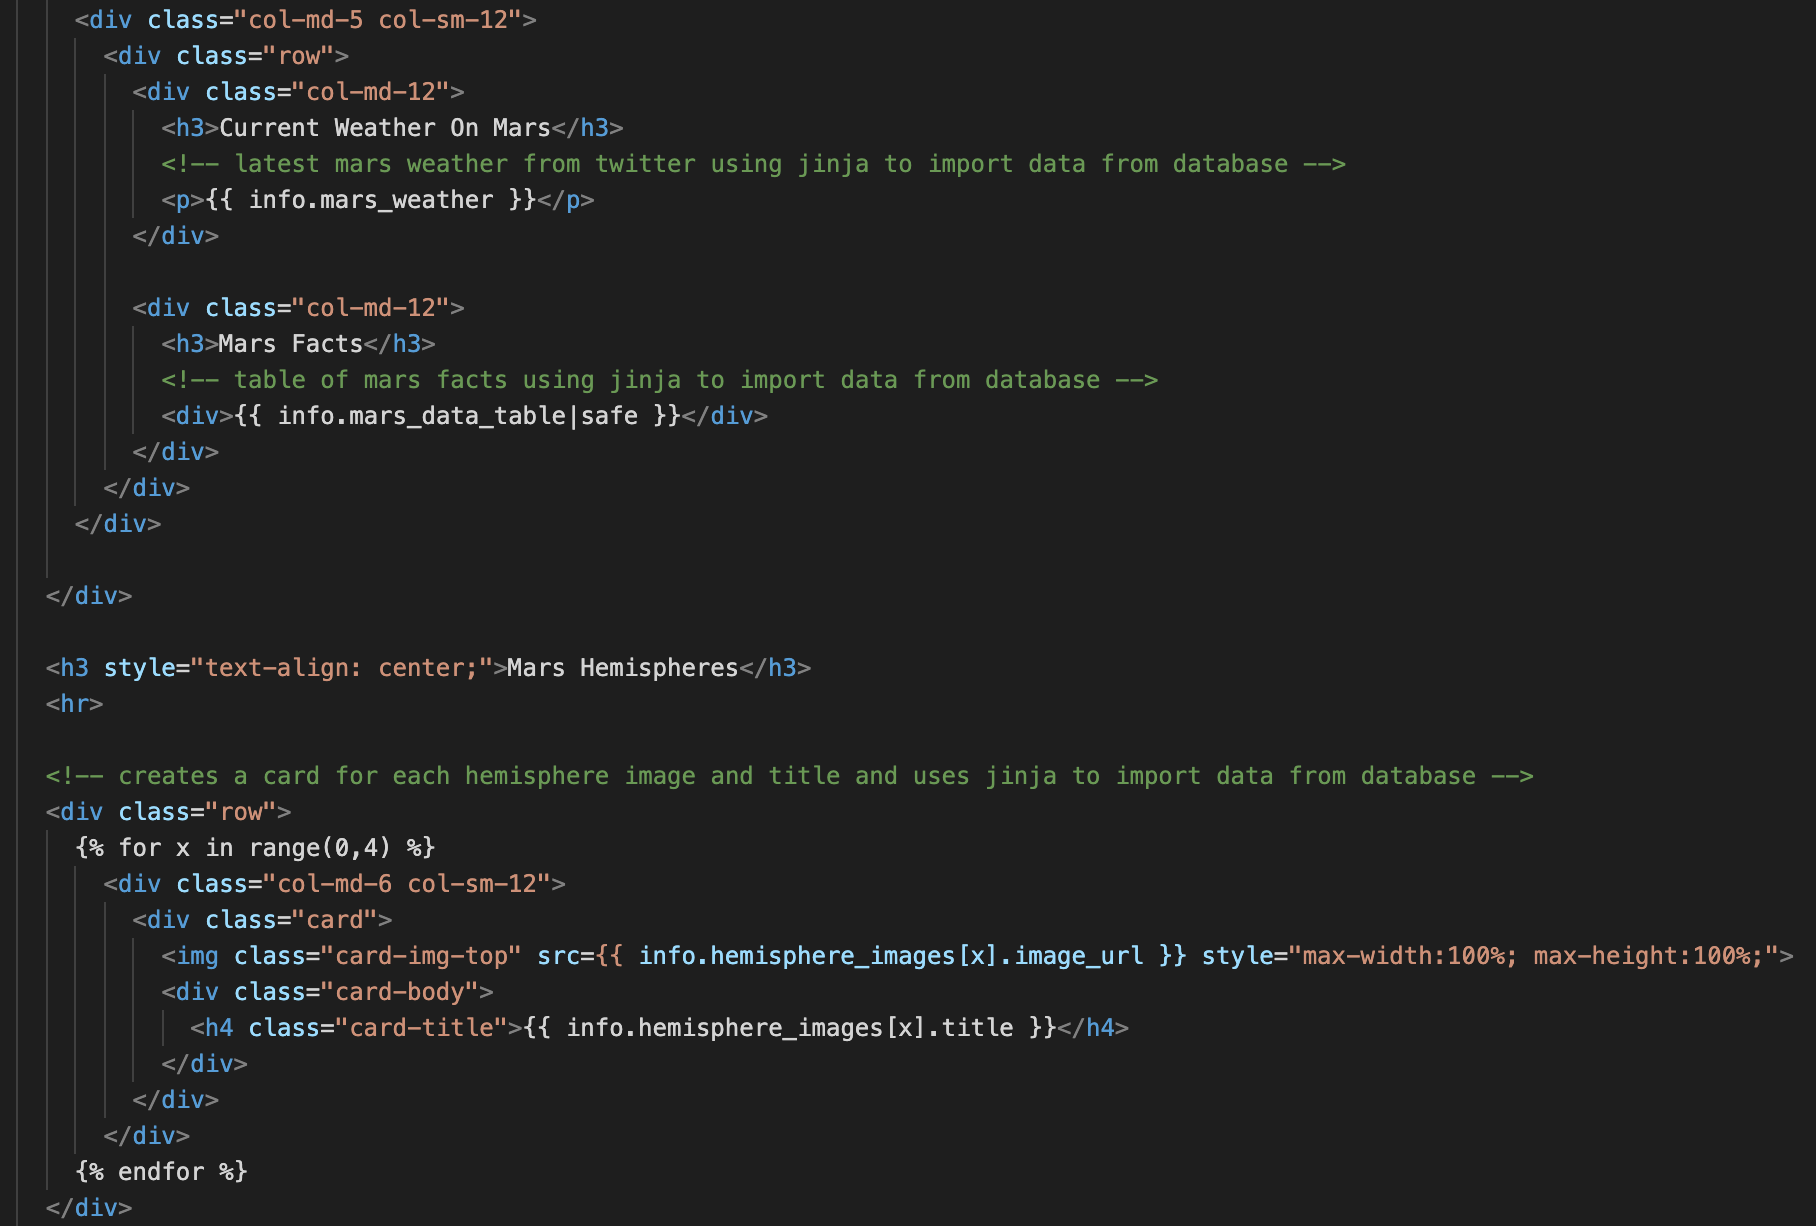 <div class="col-md-5 col-sm-12">
<div class="row">
<div class="col-md-12">
<h3>Current Weather On Mars</h3>
<!-- latest mars weather from twitter using jinja to import data from database -->
<p>{{ info.mars_weather }}</p>
</div>
<div class="col-md-12">
<h3>Mars Facts</h3>
<!-- table of mars facts using jinja to import data from database -->
<div>{{ info.mars_data_table|safe }}</div>
</div>
</div>
</div>
</div>
<h3 style="text-align: center;">Mars Hemispheres</h3>
<hr>
<!-- creates a card for each hemisphere image and title and uses jinja to import data from database -->
<div class="row">
{% for x in range(0,4) %}
<div class="col-md-6 col-sm-12">
<div class="card">
<img class="card-img-top" src={{ info.hemisphere_images[x].image_url }} style="max-width:100%; max-height:100%;">
<div class="card-body">
<h4 class="card-title">{{ info.hemisphere_images[x].title }}</h4>
</div>
</div>
</div>
{% endfor %}
</div>